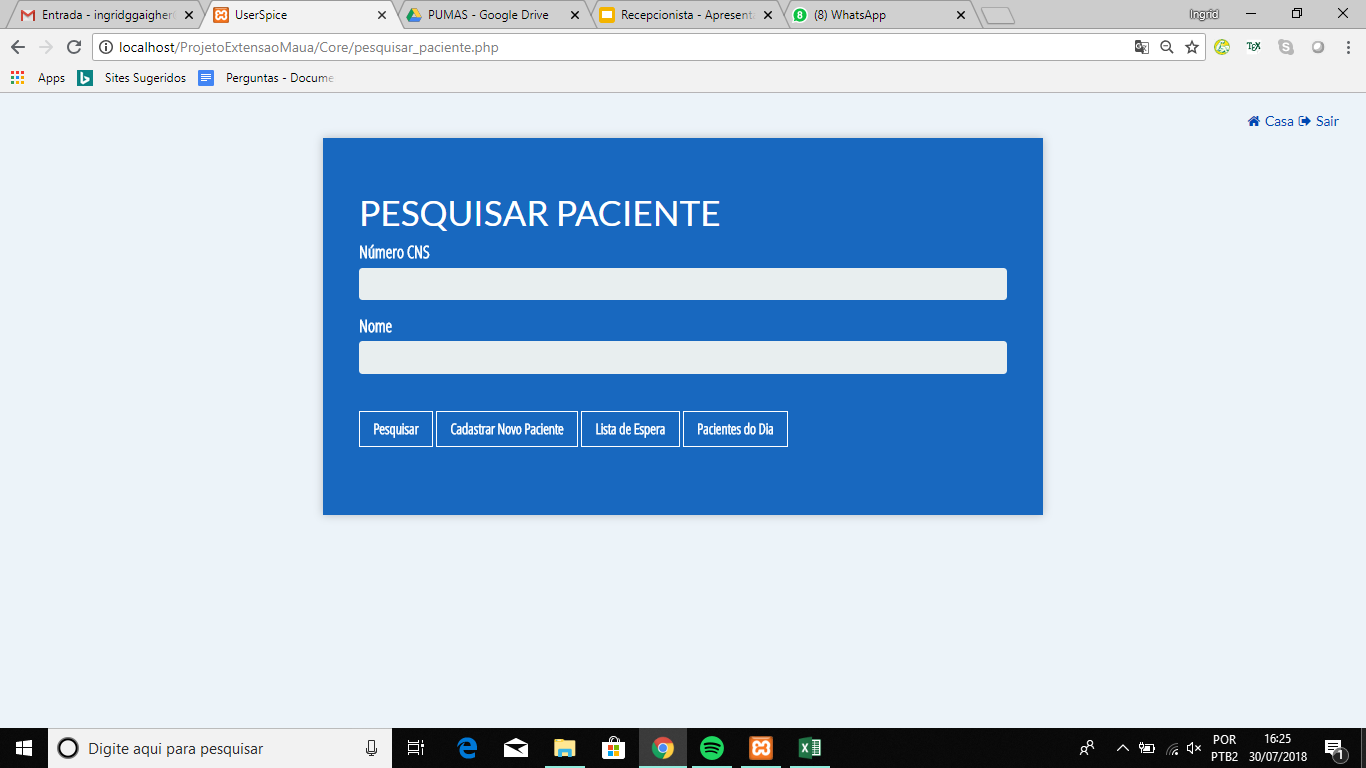 Entrada - ingridggaigher
UserSpice
PUMAS - Google Drive
Recepcionista - Apresent
(8) WhatsApp
Ingrid
localhost/ProjetoExtensaoMaua/Core/pesquisar_paciente.php
Apps
Sites Sugeridos
Perguntas - Docume
Casa Sair
PESQUISAR PACIENTE
Número CNS
Nome
Pesquisar
Cadastrar Novo Paciente
Lista de Espera
Pacientes do Dia
Digite aqui para pesquisar
POR
PTB2
16:25
30/07/2018
1